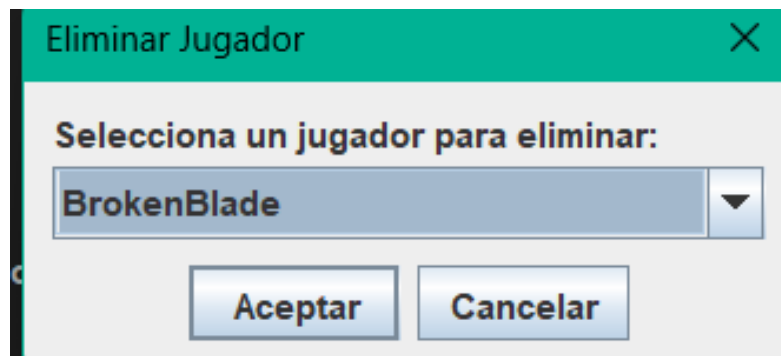 Eliminar Jugador
Selecciona un jugador para eliminar:
BrokenBlade
Aceptar Cancelar